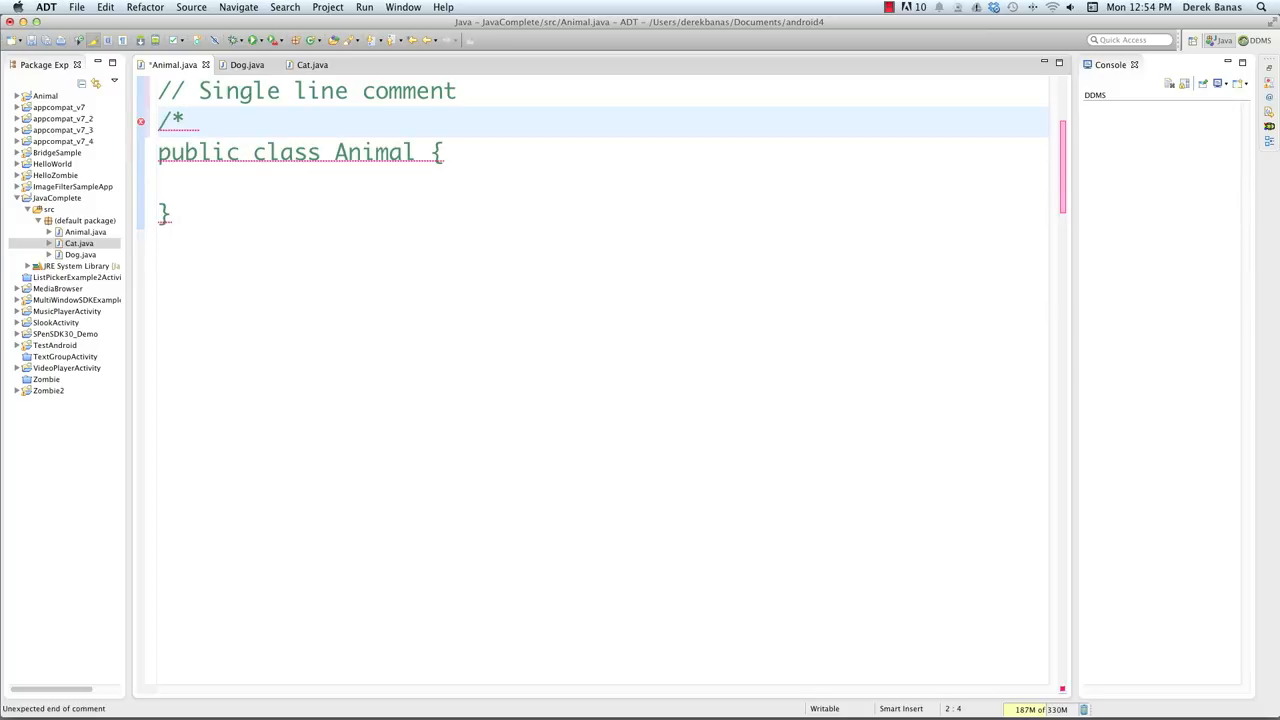 ADT File Edit Refactor Source Navigate Search Project Run Window Help 10 Mon 12:54 PM Derek Banas
Java – JavaComplete/src/Animal.java – ADT – /Users/derekbanas/Documents/android4
Quick Access Java DDMS
Package Exp *Animal.java Dog.java Cat.java Console
DDMS
Animal
appcompat_v7
appcompat_v7_2
appcompat_v7_3
appcompat_v7_4
BridgeSample
HelloWorld
HelloZombie
ImageFilterSampleApp
JavaComplete
src
(default package)
Animal.java
Cat.java
Dog.java
JRE System Library [Ja
ListPickerExample2Activi
MediaBrowser
MultiWindowSDKExample
MusicPlayerActivity
SlookActivity
SPenSDK30_Demo
TestAndroid
TextGroupActivity
VideoPlayerActivity
Zombie
Zombie2
// Single line comment
/*
public class Animal {
}
Unexpected end of comment Writable Smart Insert 2 : 4 187M of 330M